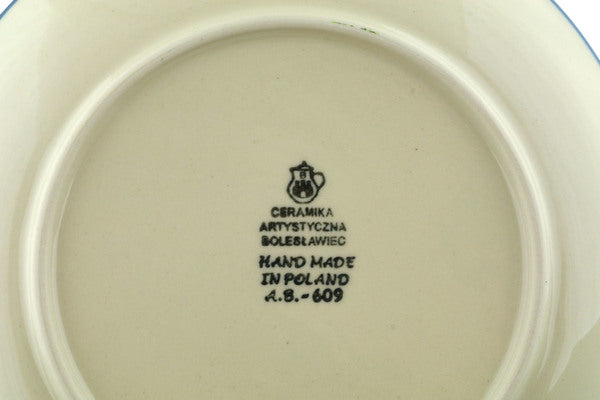 CERAMIKA
ARTYSTYCZNA
BOLESŁAWIEC
HAND MADE
IN POLAND
A.B.-609